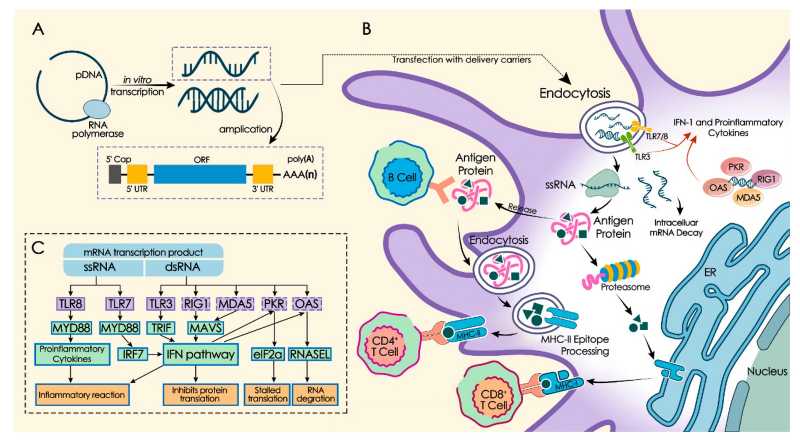 A
pDNA
in vitro
transcription
RNA
polymerase
amplication
5' Cap
ORF
poly(A)
AAA(n)
5' UTR
3' UTR
B
Transfection with delivery carriers
Endocytosis
TLR7/8
TLR3
IFN-1 and Proinflammatory
Cytokines
PKR
RIG1
OAS
MDA5
ssRNA
Intracellular
mRNA Decay
Antigen
Protein
Release
B Cell
Antigen
Protein
Endocytosis
Proteasome
ER
MHC-II
MHC-II Epitope
Processing
CD4+
T Cell
MHC-I
CD8+
T Cell
Nucleus
C
mRNA transcription product
ssRNA
dsRNA
TLR8
TLR7
TLR3
RIG1
MDA5
PKR
OAS
MYD88
MYD88
TRIF
MAVS
Proinflammatory
Cytokines
IRF7
IFN pathway
eIF2a
RNASEL
Inflammatory reaction
Inhibits protein
translation
Stalled
translation
RNA
degration